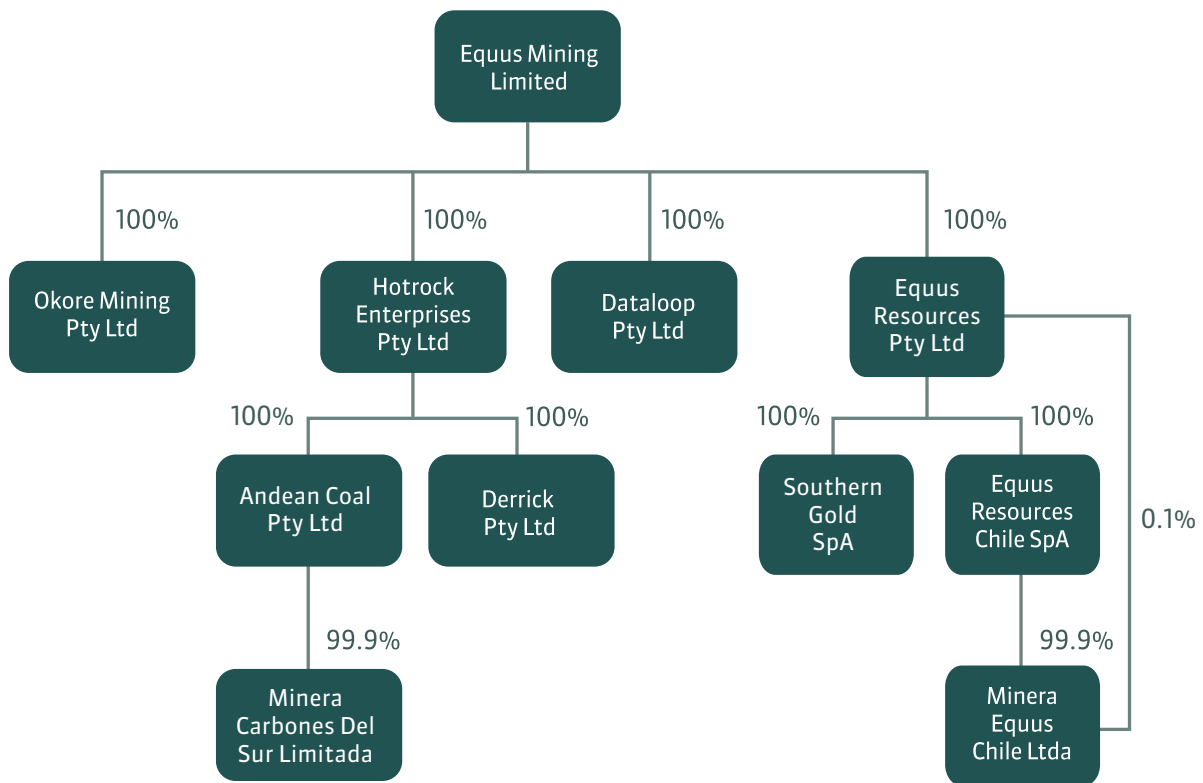 Equus Mining
Limited
100%
100%
100%
100%
Okore Mining
Pty Ltd
Hotrock
Enterprises
Pty Ltd
Dataloop
Pty Ltd
Equus
Resources
Pty Ltd
100%
100%
100%
100%
Andean Coal
Pty Ltd
Derrick
Pty Ltd
Southern
Gold
SpA
Equus
Resources
Chile SpA
0.1%
99.9%
99.9%
Minera
Carbones Del
Sur Limitada
Minera
Equus
Chile Ltda